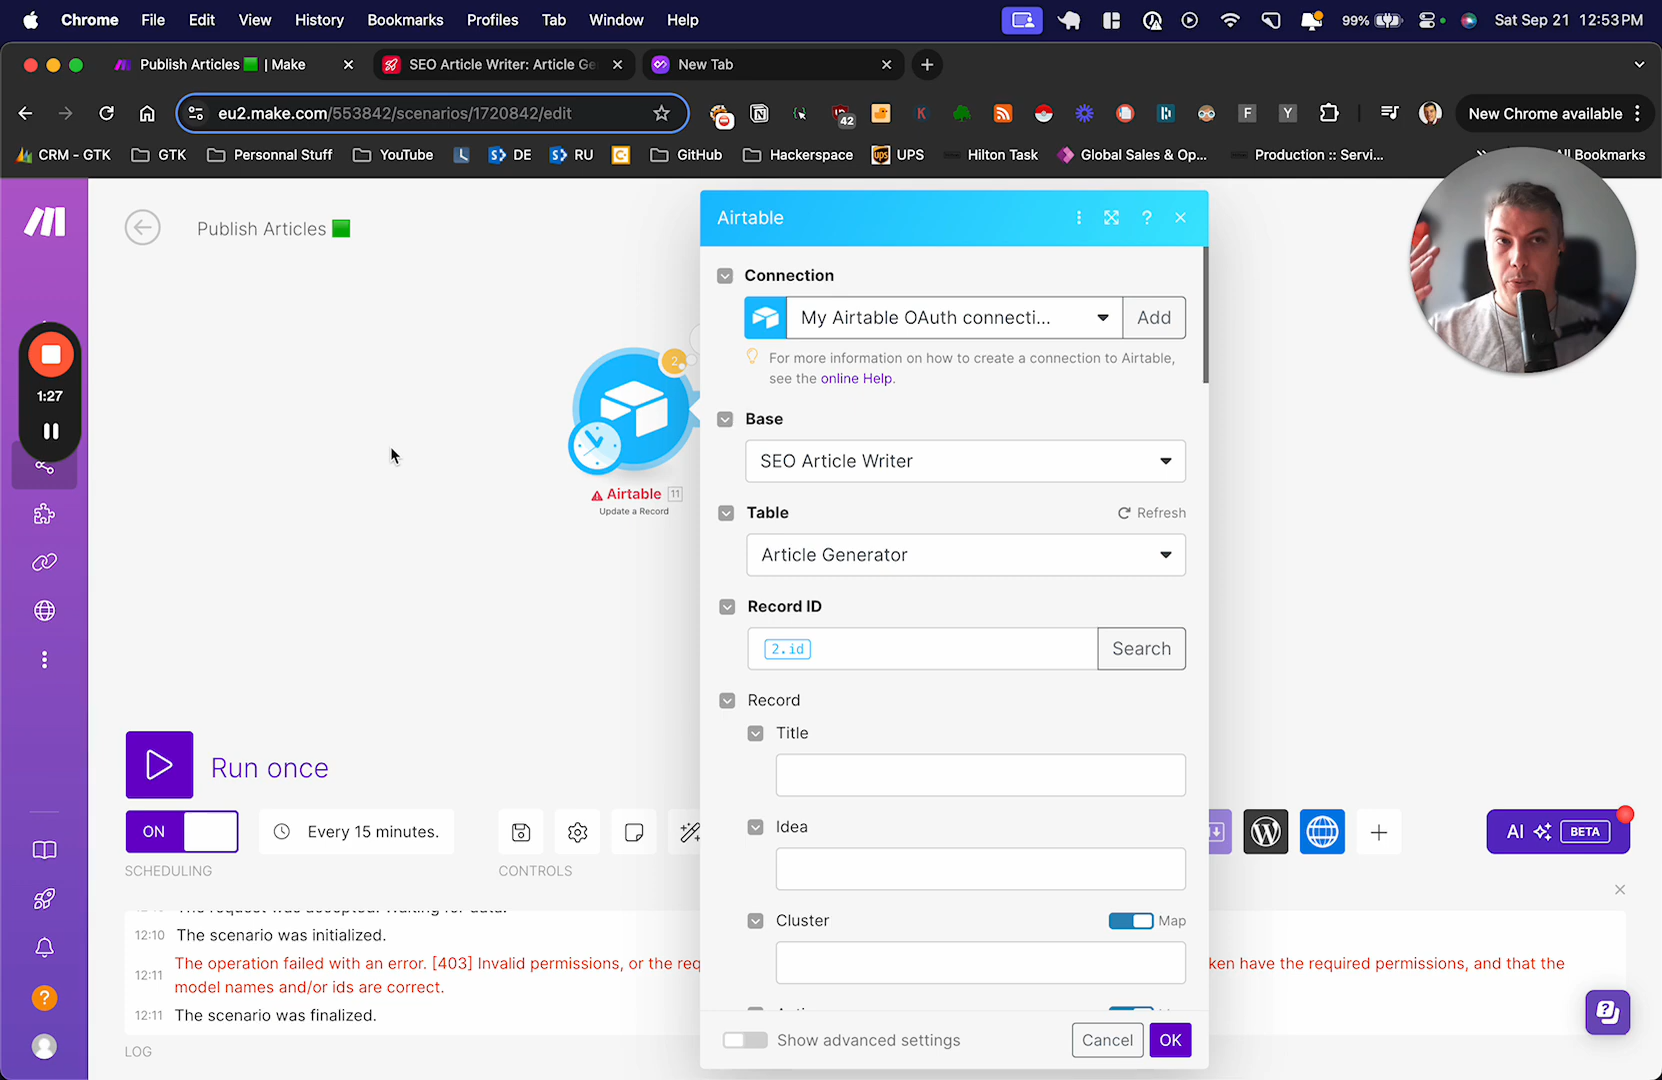 Chrome File Edit View History Bookmarks Profiles Tab Window Help
99% Sat Sep 21 12:53 PM
Publish Articles | Make
SEO Article Writer: Article Ge
New Tab
eu2.make.com/553842/scenarios/1720842/edit
42
K
F
Y
New Chrome available
CRM - GTK GTK Personnal Stuff YouTube L DE RU GitHub Hackerspace UPS Hilton Task Global Sales & Op... Production :: Servi... » All Bookmarks
Publish Articles
1:27
Airtable 11
Update a Record
2
Airtable
?
Connection
My Airtable OAuth connecti...
Add
For more information on how to create a connection to Airtable,
see the online Help.
Base
SEO Article Writer
Table
Refresh
Article Generator
Record ID
2.id
Search
Record
Title
Idea
Cluster
Map
Show advanced settings
Cancel
OK
Run once
ON
Every 15 minutes.
SCHEDULING
CONTROLS
AI BETA
12:10 The scenario was initialized.
12:11 The operation failed with an error. [403] Invalid permissions, or the req
ken have the required permissions, and that the
model names and/or ids are correct.
12:11 The scenario was finalized.
LOG
?